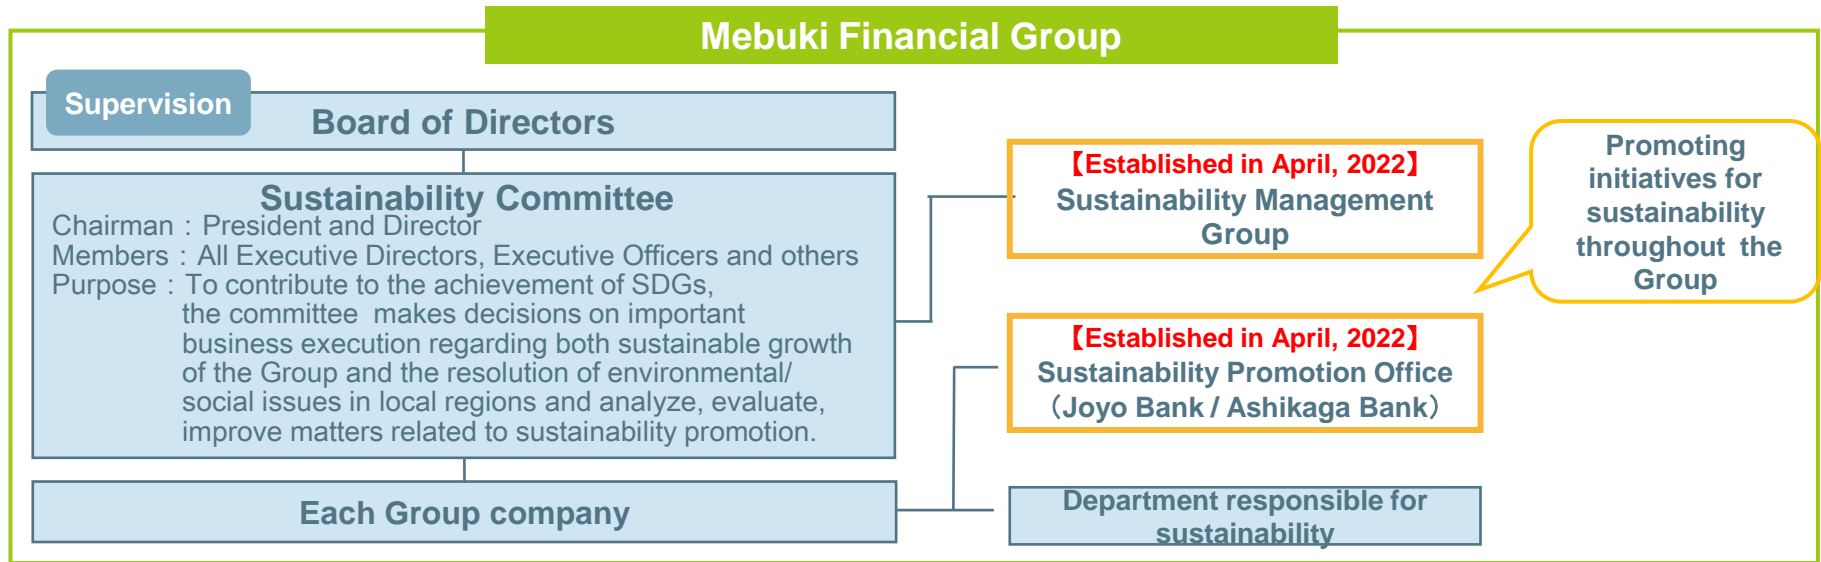 Mebuki Financial Group
Supervision
Board of Directors
Sustainability Committee
Chairman：President and Director
Members：All Executive Directors, Executive Officers and others
Purpose：To contribute to the achievement of SDGs,
the committee makes decisions on important
business execution regarding both sustainable growth
of the Group and the resolution of environmental/
social issues in local regions and analyze, evaluate,
improve matters related to sustainability promotion.
Each Group company
【Established in April, 2022】
Sustainability Management
Group
【Established in April, 2022】
Sustainability Promotion Office
（Joyo Bank / Ashikaga Bank）
Department responsible for
sustainability
Promoting
initiatives for
sustainability
throughout the
Group